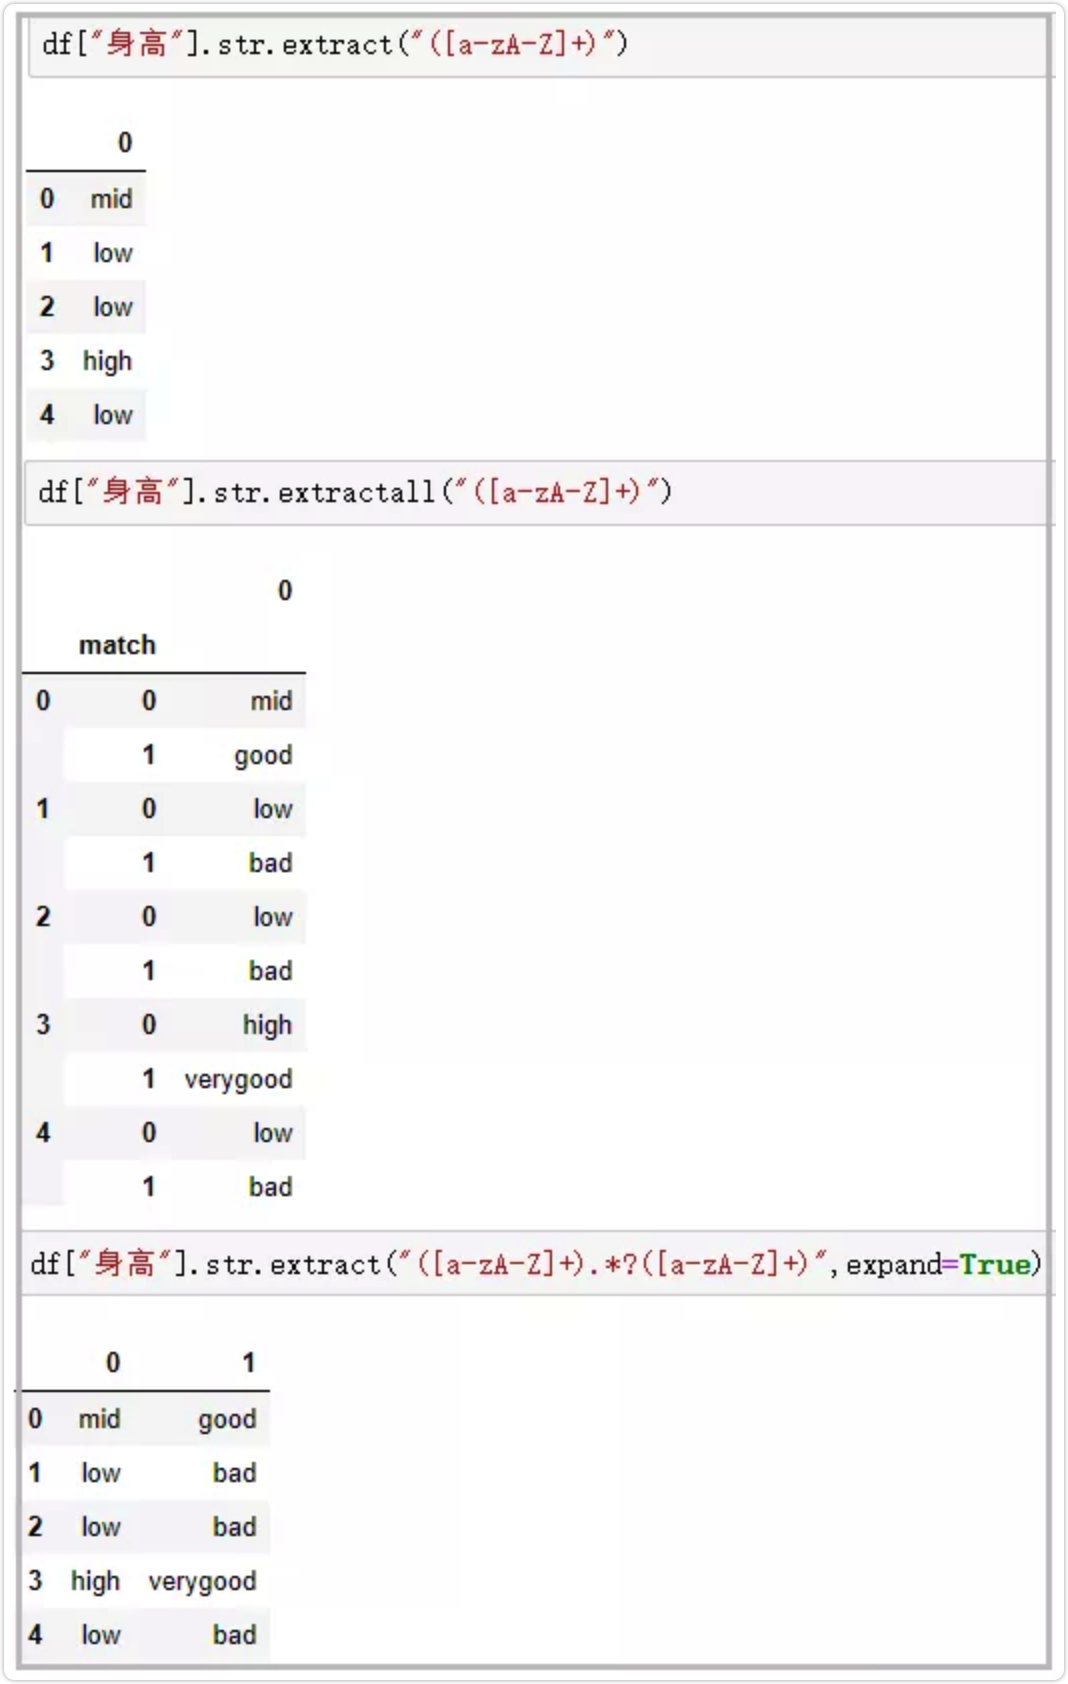 df["身高"].str.extract("([a-zA-Z]+)")
0
0 mid
1 low
2 low
3 high
4 low
df["身高"].str.extractall("([a-zA-Z]+)")
0
match
0 0 mid
1 good
1 0 low
1 bad
2 0 low
1 bad
3 0 high
1 verygood
4 0 low
1 bad
df["身高"].str.extract("([a-zA-Z]+).*?([a-zA-Z]+)",expand=True)
0 1
0 mid good
1 low bad
2 low bad
3 high verygood
4 low bad